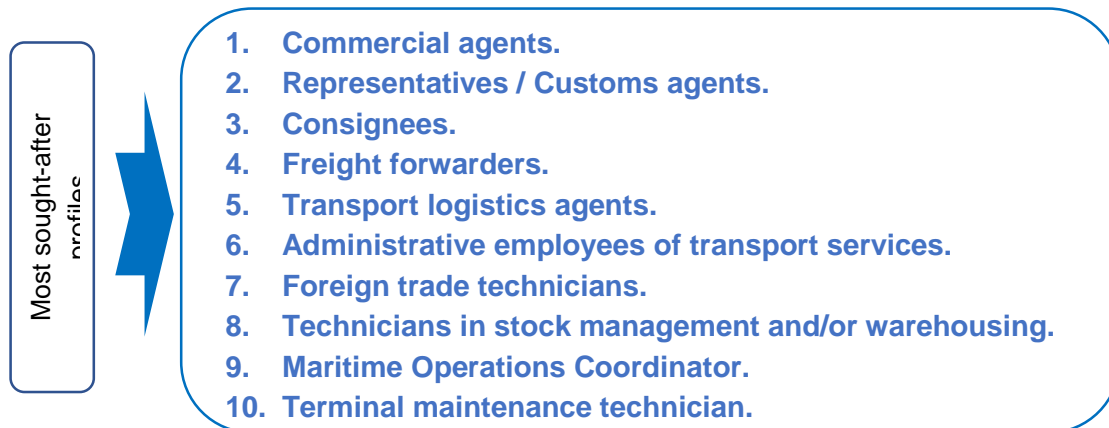 Most sought-after
profiles
1. Commercial agents.
2. Representatives / Customs agents.
3. Consignees.
4. Freight forwarders.
5. Transport logistics agents.
6. Administrative employees of transport services.
7. Foreign trade technicians.
8. Technicians in stock management and/or warehousing.
9. Maritime Operations Coordinator.
10. Terminal maintenance technician.